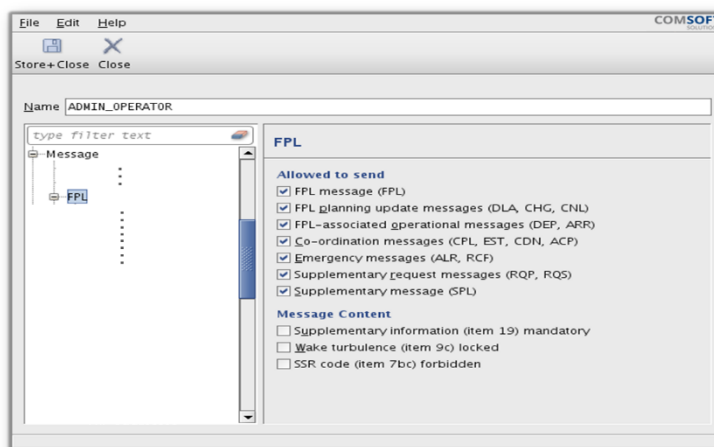 File Edit Help
COMSOF
SOLUTION
Store+Close Close
Name ADMIN_OPERATOR
type filter text
Message
FPL
FPL
Allowed to send
FPL message (FPL)
FPL planning update messages (DLA, CHG, CNL)
FPL-associated operational messages (DEP, ARR)
Co-ordination messages (CPL, EST, CDN, ACP)
Emergency messages (ALR, RCF)
Supplementary request messages (RQP, RQS)
Supplementary message (SPL)
Message Content
Supplementary information (item 19) mandatory
Wake turbulence (item 9c) locked
SSR code (item 7bc) forbidden